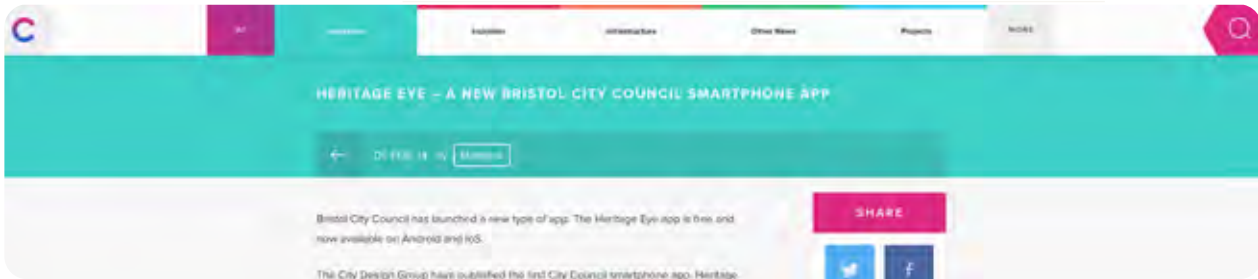 C
Inclusion
Infrastructure
Other News
Projects
MORE
HERITAGE EYE – A NEW BRISTOL CITY COUNCIL SMARTPHONE APP
by
SHARE
Bristol City Council has launched a new type of app. The Heritage Eye app is free and
now available on Android and IoS.
The City Design Group have published the first City Council smartphone app. Heritage